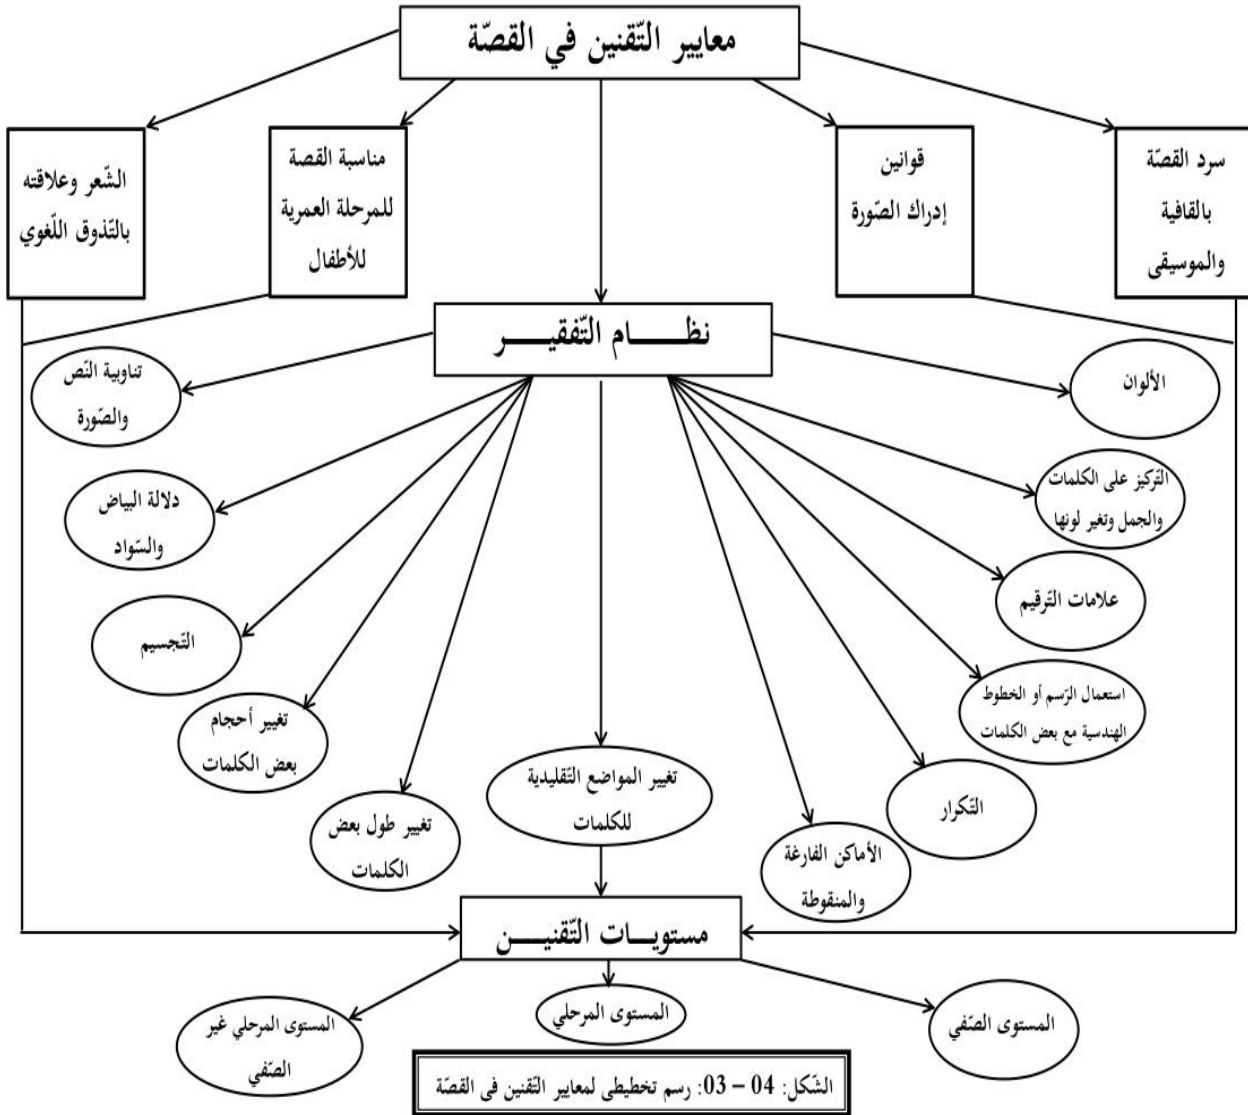 معايير التّقنين في القصّة
سرد القصّة
بالقافية
والموسيقى
قوانين
إدراك الصّورة
مناسبة القصة
للمرحلة العمرية
للأطفال
الشّعر وعلاقته
بالتّذوق اللّغوي
نظـــــام التّفقيـــــر
الألوان
التّركيز على الكلمات
والجمل وتغير لونها
علامات التّرقيم
استعمال الرّسم أو الخطوط
الهندسية مع بعض الكلمات
التّكرار
الأماكن الفارغة
والمنقوطة
تغيير المواضع التّقليدية
للكلمات
تغيير طول بعض
الكلمات
تغيير أحجام
بعض الكلمات
التّجسيم
دلالة البياض
والسّواد
تناوبية النّص
والصّورة
مستويـــات التّقنيـــــن
المستوى الصّفي
المستوى المرحلي
المستوى المرحلي غير
الصّفي
الشّكل: 04 – 03: رسم تخطيطي لمعايير التّقنين في القصّة